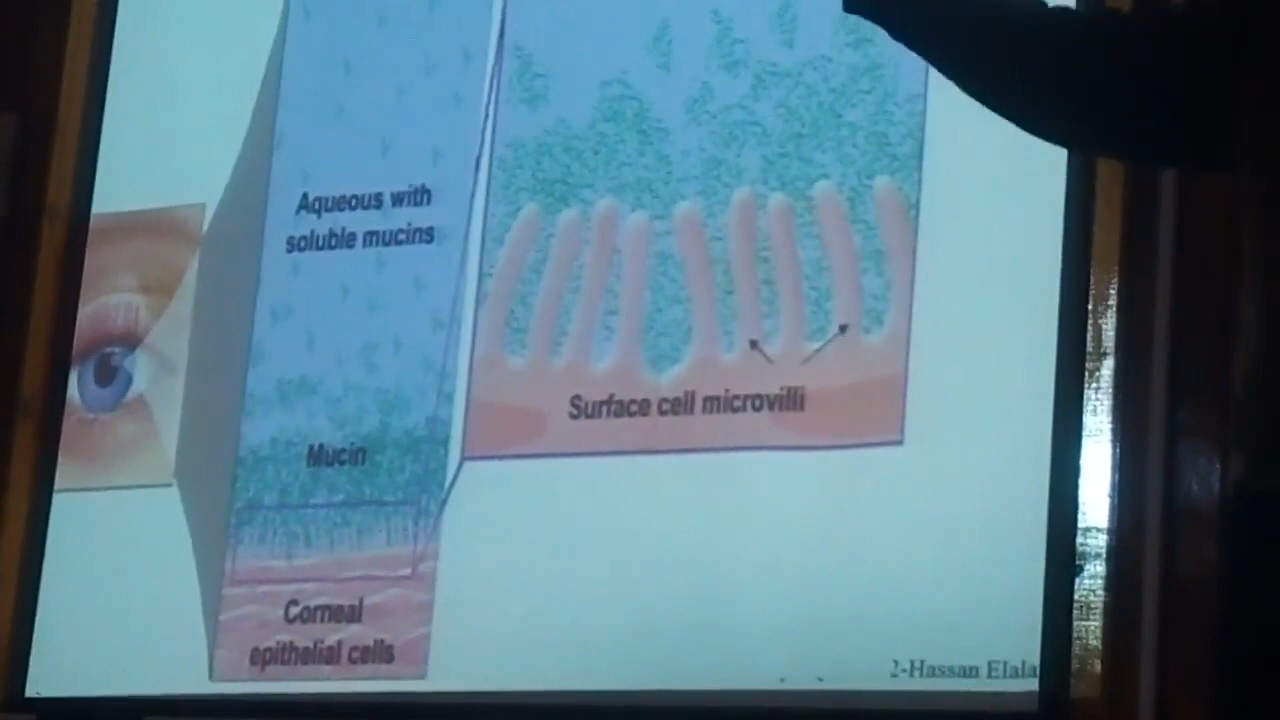 Aqueous with
soluble mucins
Mucin
Corneal
epithelial cells
Surface cell microvilli
2-Hassan Elala